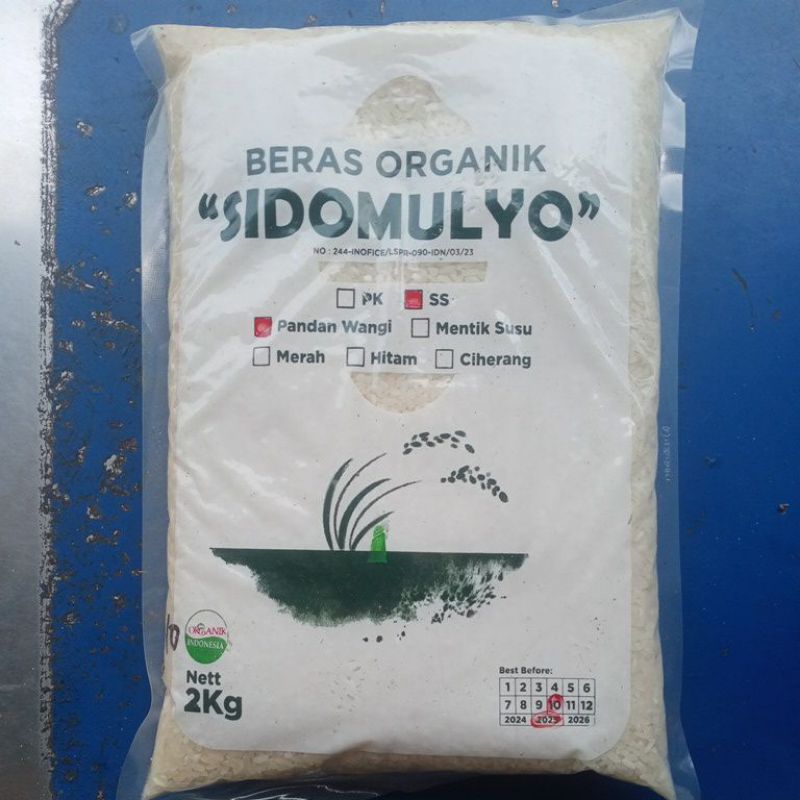 BERAS ORGANIK
"SIDOMULYO"
NO : 244-INOFICE/LSPR-090-IDN/03/23
PK SS
Pandan Wangi Mentik Susu
Merah Hitam Ciherang
ORGANIK
INDONESIA
Nett
2Kg
Best Before:
1 2 3 4 5 6
7 8 9 10 11 12
2024 2025 2026